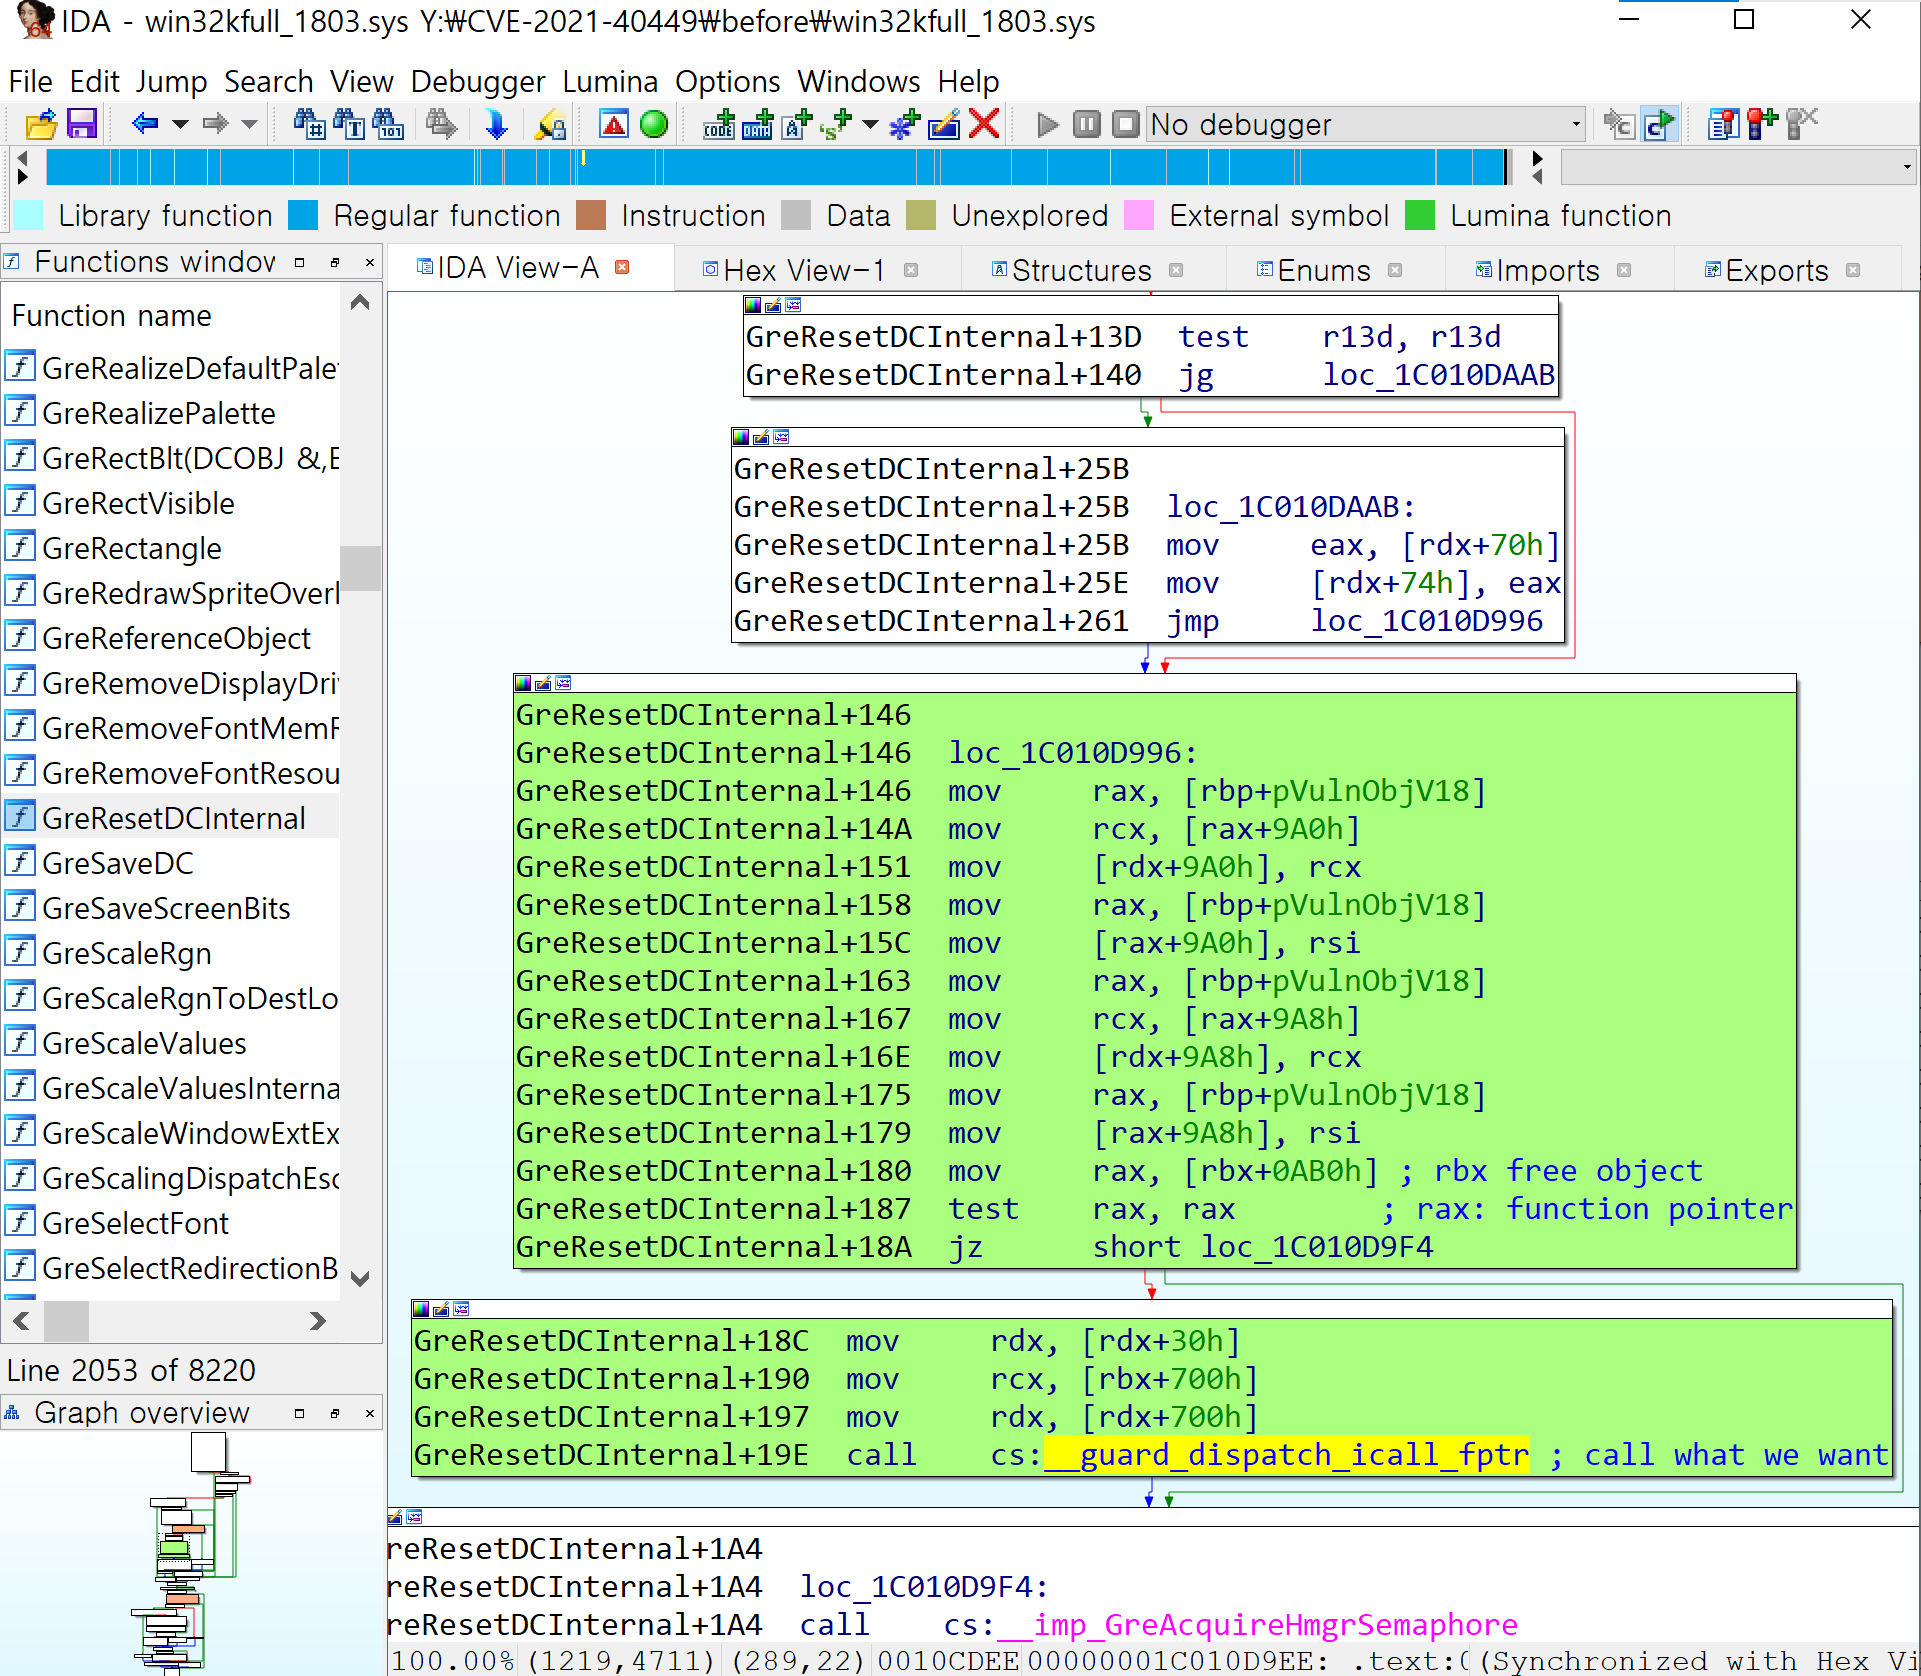 IDA - win32kfull_1803.sys Y:₩CVE-2021-40449₩before₩win32kfull_1803.sys
File Edit Jump Search View Debugger Lumina Options Windows Help
No debugger
Library function Regular function Instruction Data Unexplored External symbol Lumina function
Functions window
IDA View-A Hex View-1 Structures Enums Imports Exports
Function name
GreRealizeDefaultPale
GreRealizePalette
GreRectBlt(DCOBJ &,E
GreRectVisible
GreRectangle
GreRedrawSpriteOverl
GreReferenceObject
GreRemoveDisplayDri
GreRemoveFontMemR
GreRemoveFontResou
GreResetDCInternal
GreSaveDC
GreSaveScreenBits
GreScaleRgn
GreScaleRgnToDestLo
GreScaleValues
GreScaleValuesInterna
GreScaleWindowExtEx
GreScalingDispatchEsc
GreSelectFont
GreSelectRedirectionB
Line 2053 of 8220
Graph overview
GreResetDCInternal+13D test r13d, r13d
GreResetDCInternal+140 jg loc_1C010DAAB
GreResetDCInternal+25B
GreResetDCInternal+25B loc_1C010DAAB:
GreResetDCInternal+25B mov eax, [rdx+70h]
GreResetDCInternal+25E mov [rdx+74h], eax
GreResetDCInternal+261 jmp loc_1C010D996
GreResetDCInternal+146
GreResetDCInternal+146 loc_1C010D996:
GreResetDCInternal+146 mov rax, [rbp+pVulnObjV18]
GreResetDCInternal+14A mov rcx, [rax+9A0h]
GreResetDCInternal+151 mov [rdx+9A0h], rcx
GreResetDCInternal+158 mov rax, [rbp+pVulnObjV18]
GreResetDCInternal+15C mov [rax+9A0h], rsi
GreResetDCInternal+163 mov rax, [rbp+pVulnObjV18]
GreResetDCInternal+167 mov rcx, [rax+9A8h]
GreResetDCInternal+16E mov [rdx+9A8h], rcx
GreResetDCInternal+175 mov rax, [rbp+pVulnObjV18]
GreResetDCInternal+179 mov [rax+9A8h], rsi
GreResetDCInternal+180 mov rax, [rbx+0AB0h] ; rbx free object
GreResetDCInternal+187 test rax, rax ; rax: function pointer
GreResetDCInternal+18A jz short loc_1C010D9F4
GreResetDCInternal+18C mov rdx, [rdx+30h]
GreResetDCInternal+190 mov rcx, [rbx+700h]
GreResetDCInternal+197 mov rdx, [rdx+700h]
GreResetDCInternal+19E call cs:__guard_dispatch_icall_fptr ; call what we want
reResetDCInternal+1A4
reResetDCInternal+1A4 loc_1C010D9F4:
reResetDCInternal+1A4 call cs:__imp_GreAcquireHmgrSemaphore
100.00% (1219,4711) (289,22) 0010CDEE 00000001C010D9EE: .text:0 (Synchronized with Hex Vi